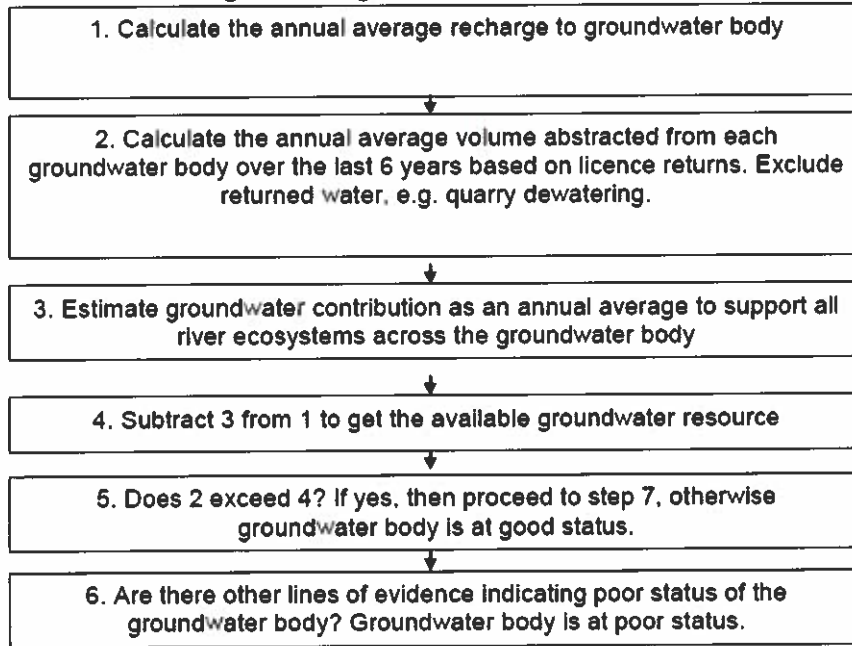 1. Calculate the annual average recharge to groundwater body
2. Calculate the annual average volume abstracted from each
groundwater body over the last 6 years based on licence returns. Exclude
returned water, e.g. quarry dewatering.
3. Estimate groundwater contribution as an annual average to support all
river ecosystems across the groundwater body
4. Subtract 3 from 1 to get the available groundwater resource
5. Does 2 exceed 4? If yes, then proceed to step 7, otherwise
groundwater body is at good status.
6. Are there other lines of evidence indicating poor status of the
groundwater body? Groundwater body is at poor status.